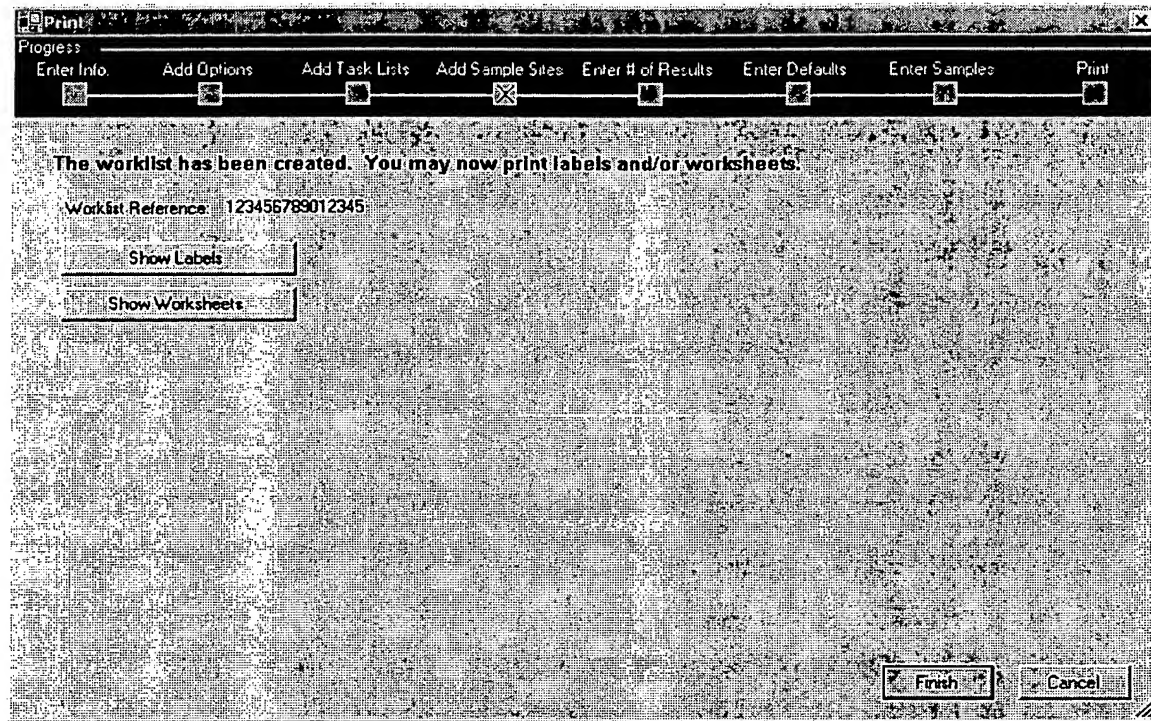 Print
Progress
Enter Info. Add Options Add Task Lists Add Sample Sites Enter # of Results Enter Defaults Enter Samples Print
The worklist has been created. You may now print labels and/or worksheets.
Worklist Reference: 123456789012345
Show Labels
Show Worksheets
Finish Cancel